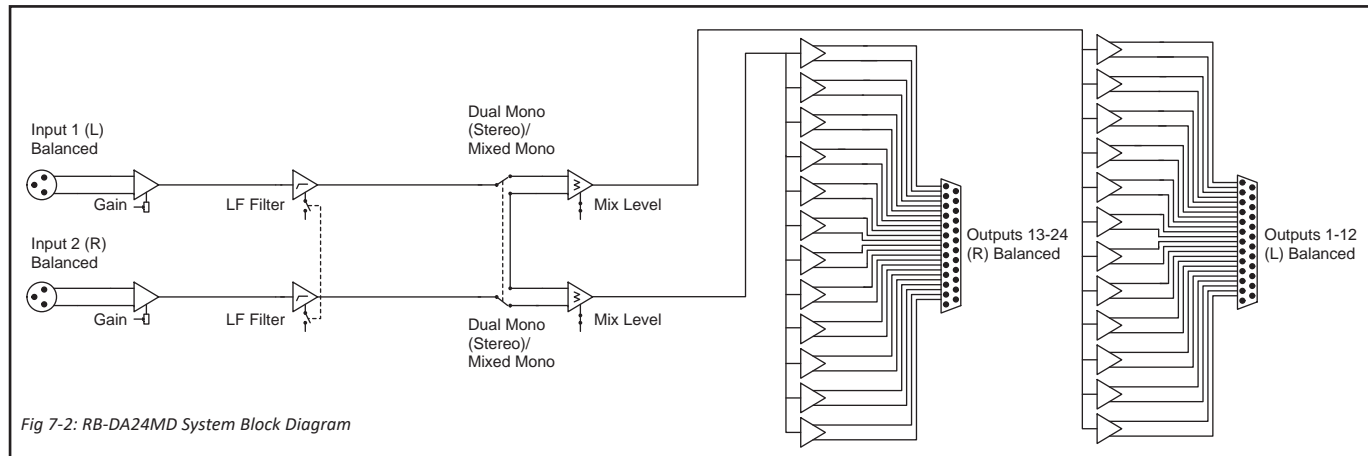 Input 1 (L)
Balanced
Gain
LF Filter
Dual Mono
(Stereo)/
Mixed Mono
Mix Level
Input 2 (R)
Balanced
Gain
LF Filter
Dual Mono
(Stereo)/
Mixed Mono
Mix Level
Outputs 13-24
(R) Balanced
Outputs 1-12
(L) Balanced
Fig 7-2: RB-DA24MD System Block Diagram